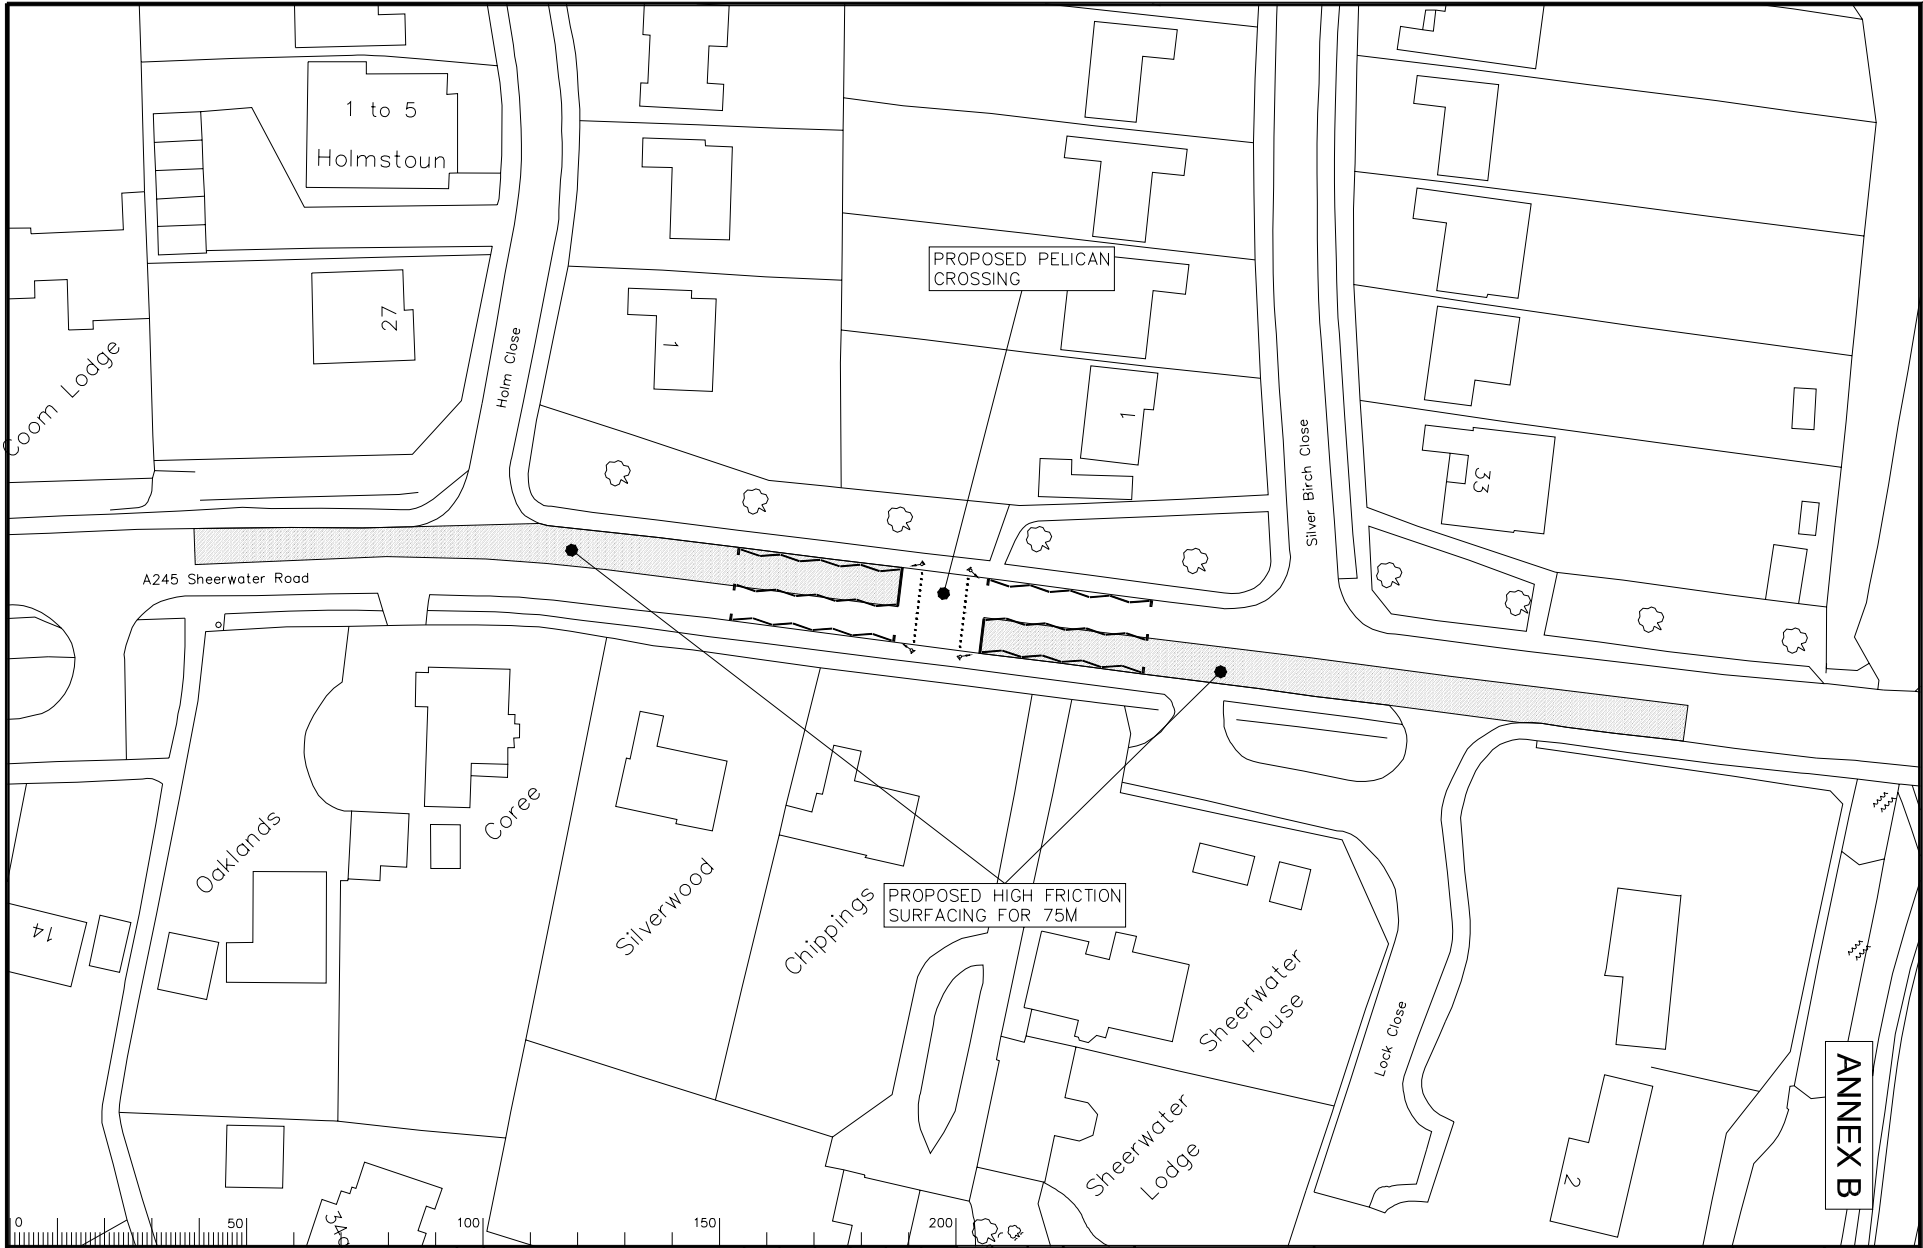 1 to 5
Holmstoun
PROPOSED PELICAN
CROSSING
27
1
Holm Close
Coom Lodge
1
Silver Birch Close
33
A245 Sheerwater Road
Oaklands
Coree
Silverwood
Chippings
PROPOSED HIGH FRICTION
SURFACING FOR 75M
14
Sheerwater
House
Lock Close
Sheerwater
Lodge
2
ANNEX B
0
50
100
150
200